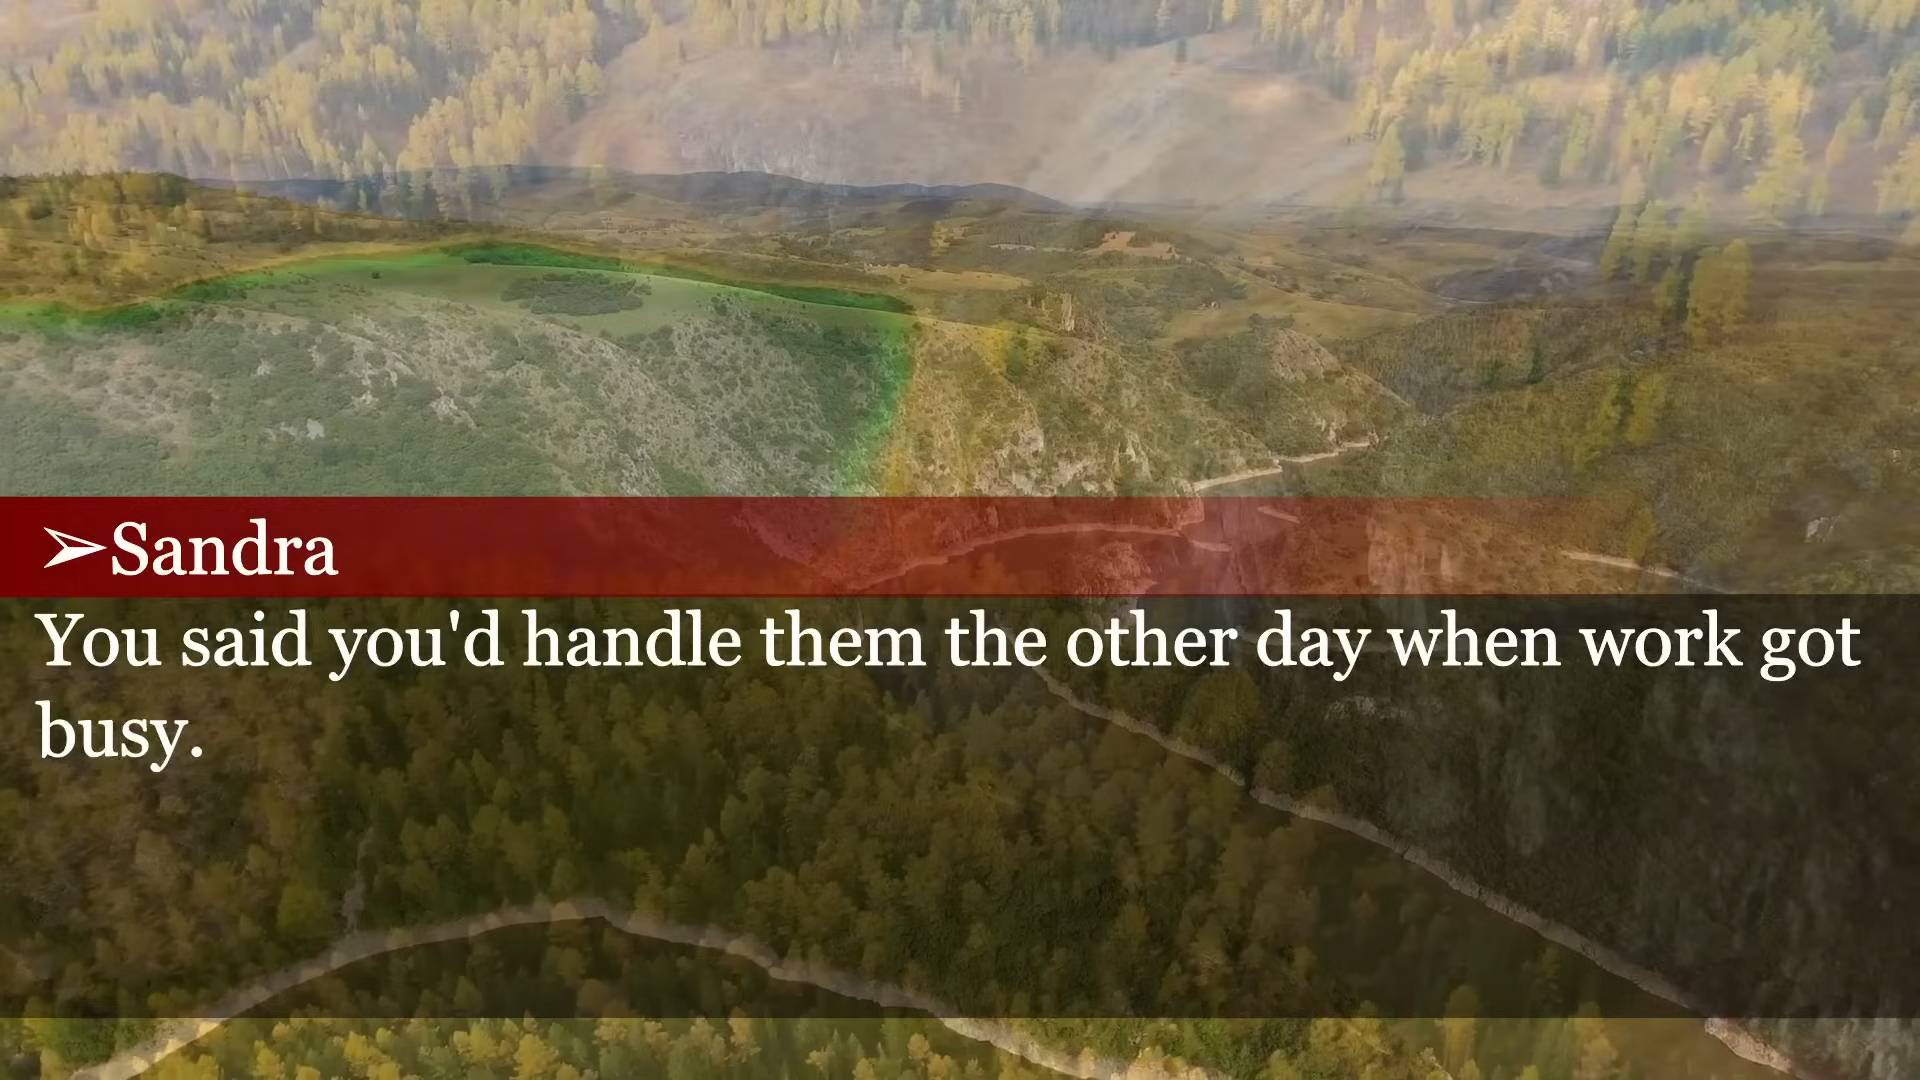 ➢Sandra
You said you'd handle them the other day when work got
busy.